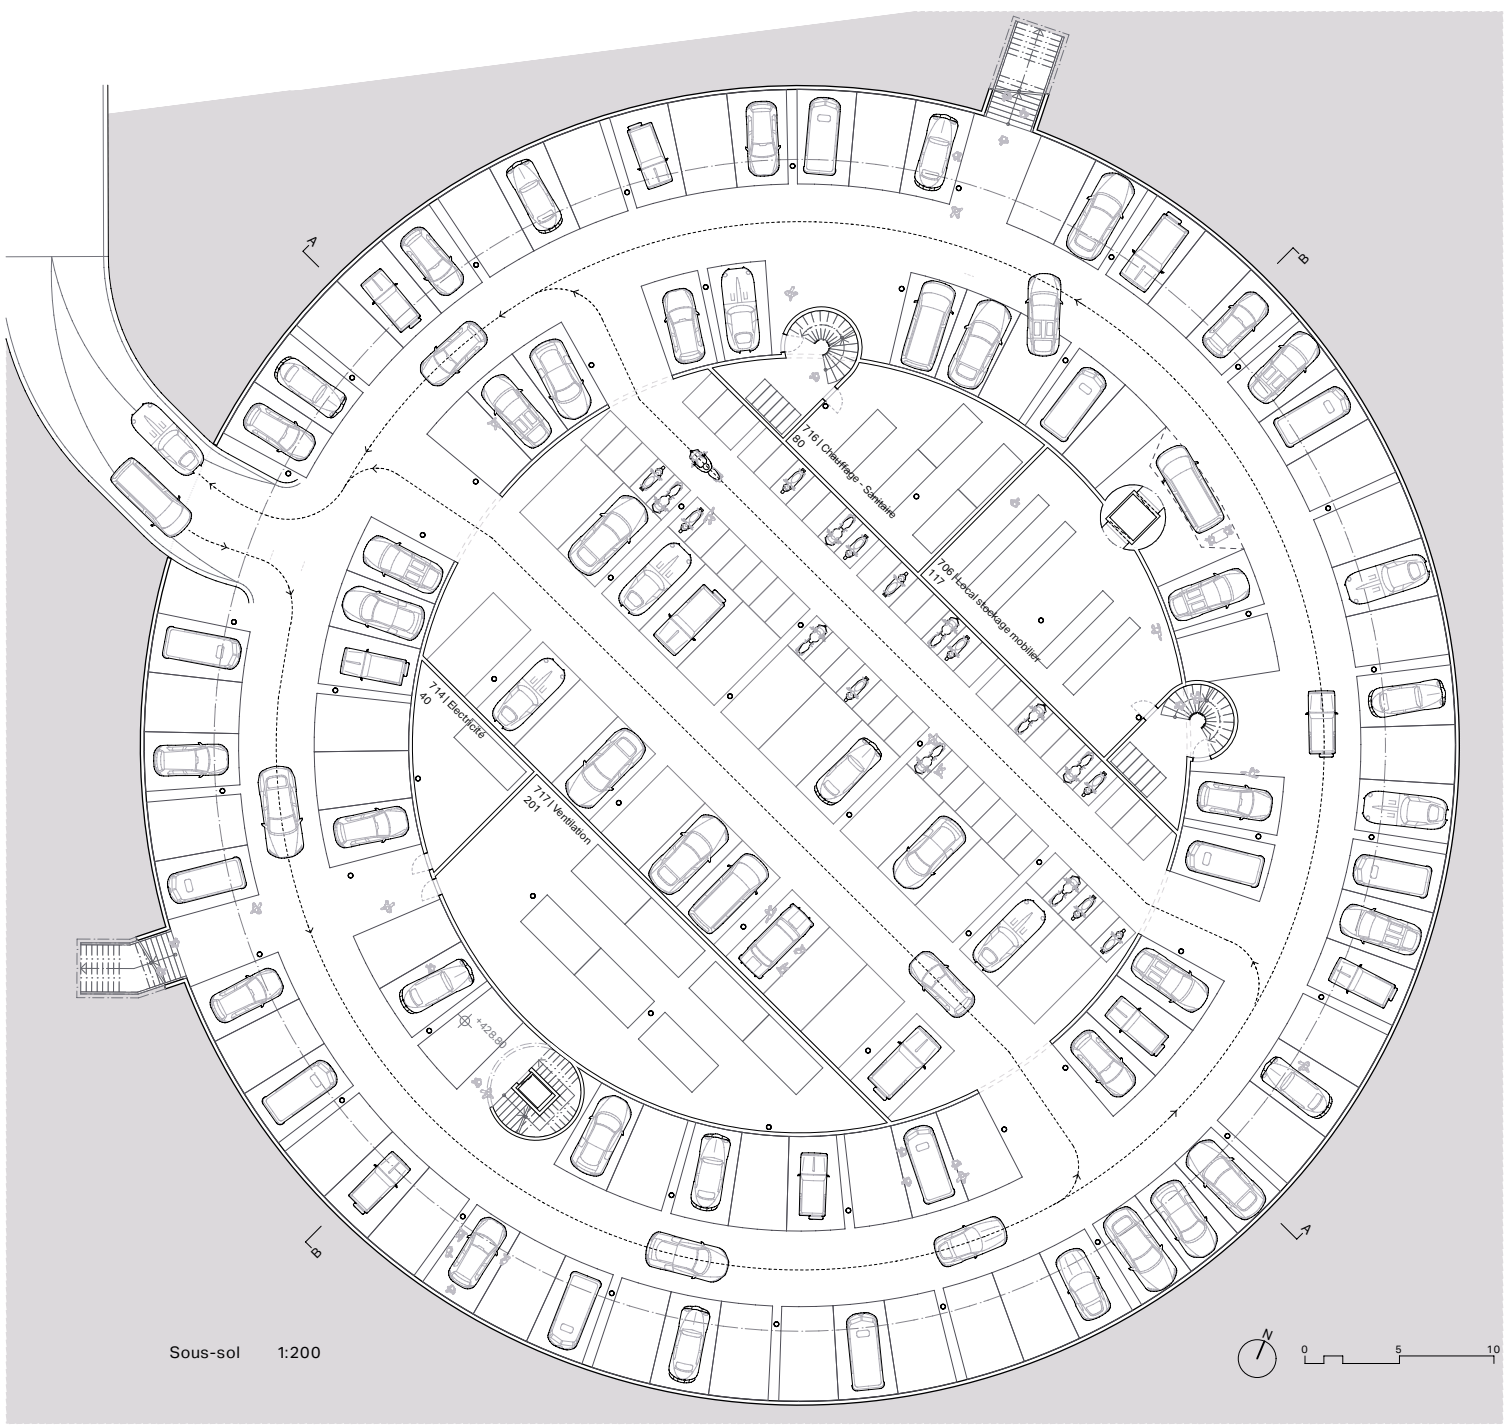 A
B
716 | Chauffage - Sanitaire
80
706 | Local stockage mobilier
117
714 | Electricité
40
717 | Ventilation
201
+428.80
B
A
Sous-sol 1:200
N
0 5 10